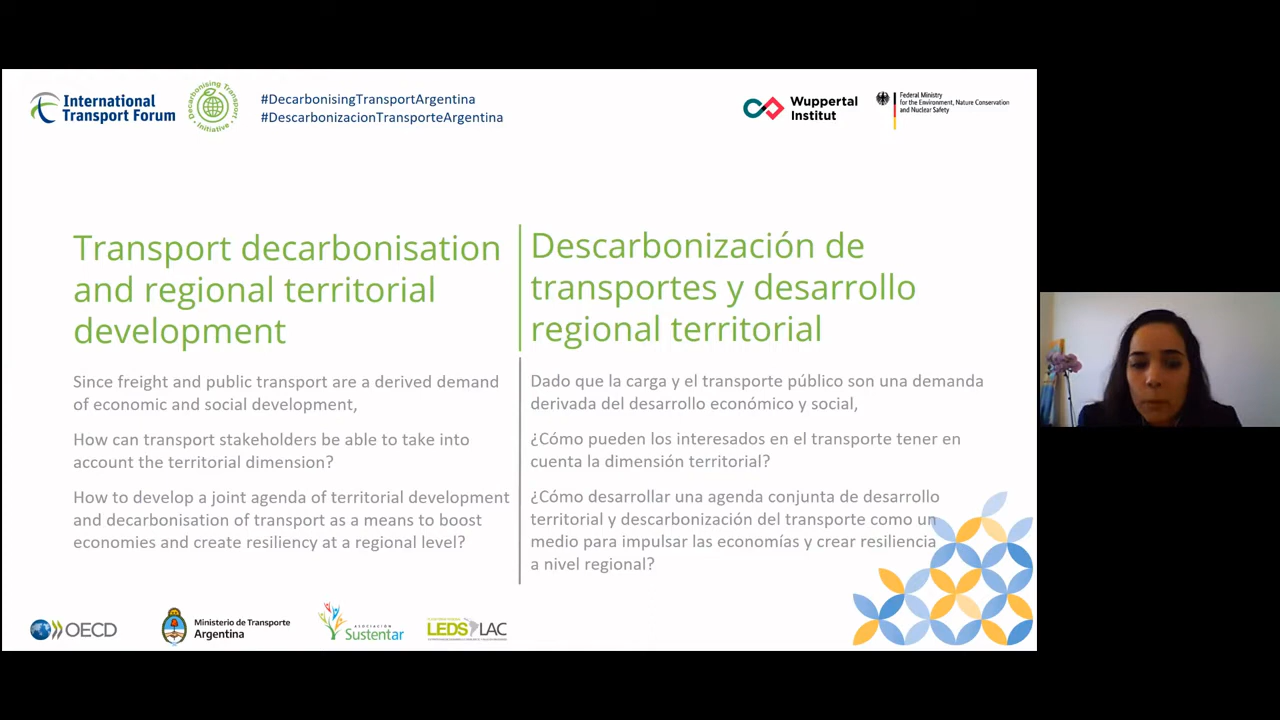 International
Transport Forum
Decarbonising Transport
Initiative
#DecarbonisingTransportArgentina
#DescarbonizacionTransporteArgentina
Wuppertal
Institut
Federal Ministry
for the Environment, Nature Conservation
and Nuclear Safety
Transport decarbonisation
and regional territorial
development
Since freight and public transport are a derived demand
of economic and social development,
How can transport stakeholders be able to take into
account the territorial dimension?
How to develop a joint agenda of territorial development
and decarbonisation of transport as a means to boost
economies and create resiliency at a regional level?
Descarbonización de
transportes y desarrollo
regional territorial
Dado que la carga y el transporte público son una demanda
derivada del desarrollo económico y social,
¿Cómo pueden los interesados en el transporte tener en
cuenta la dimensión territorial?
¿Cómo desarrollar una agenda conjunta de desarrollo
territorial y descarbonización del transporte como un
medio para impulsar las economías y crear resiliencia
a nivel regional?
OECD
Ministerio de Transporte
Argentina
ASOCIACIÓN
Sustentar
LEDS LAC